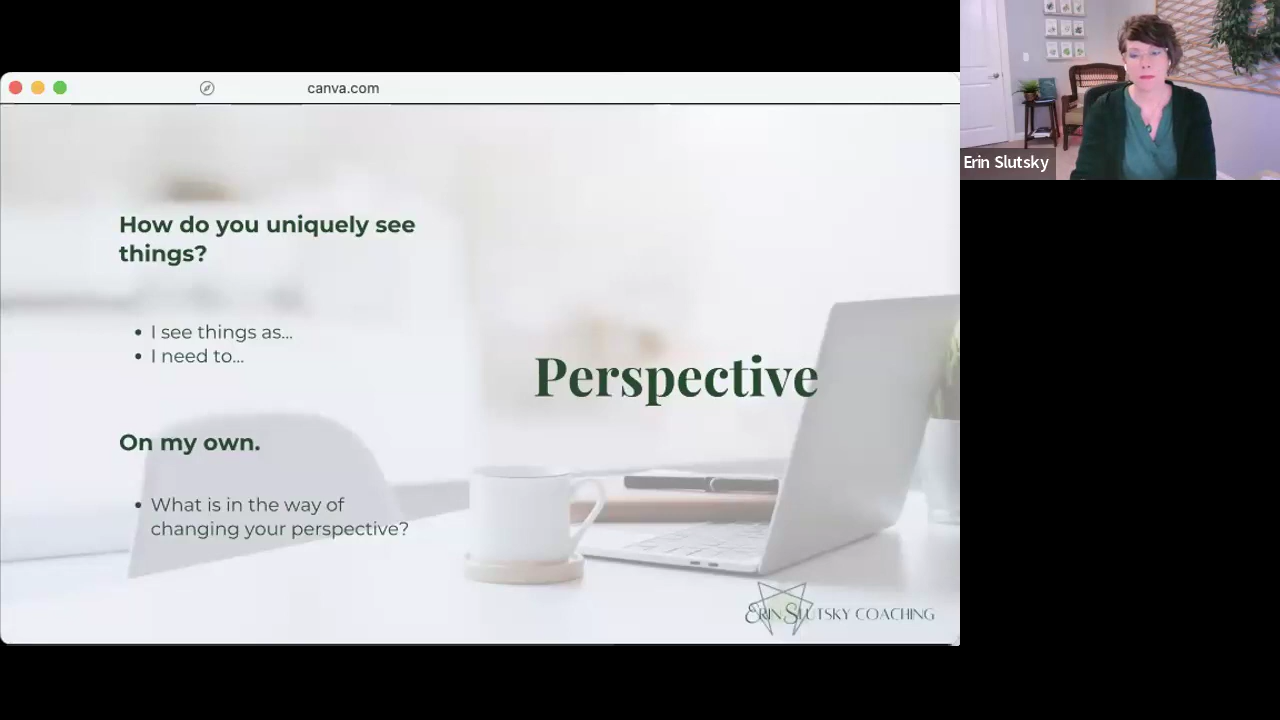 canva.com
Erin Slutsky
How do you uniquely see
things?
• I see things as...
• I need to...
Perspective
On my own.
• What is in the way of
changing your perspective?
ERIN SLUTSKY COACHING